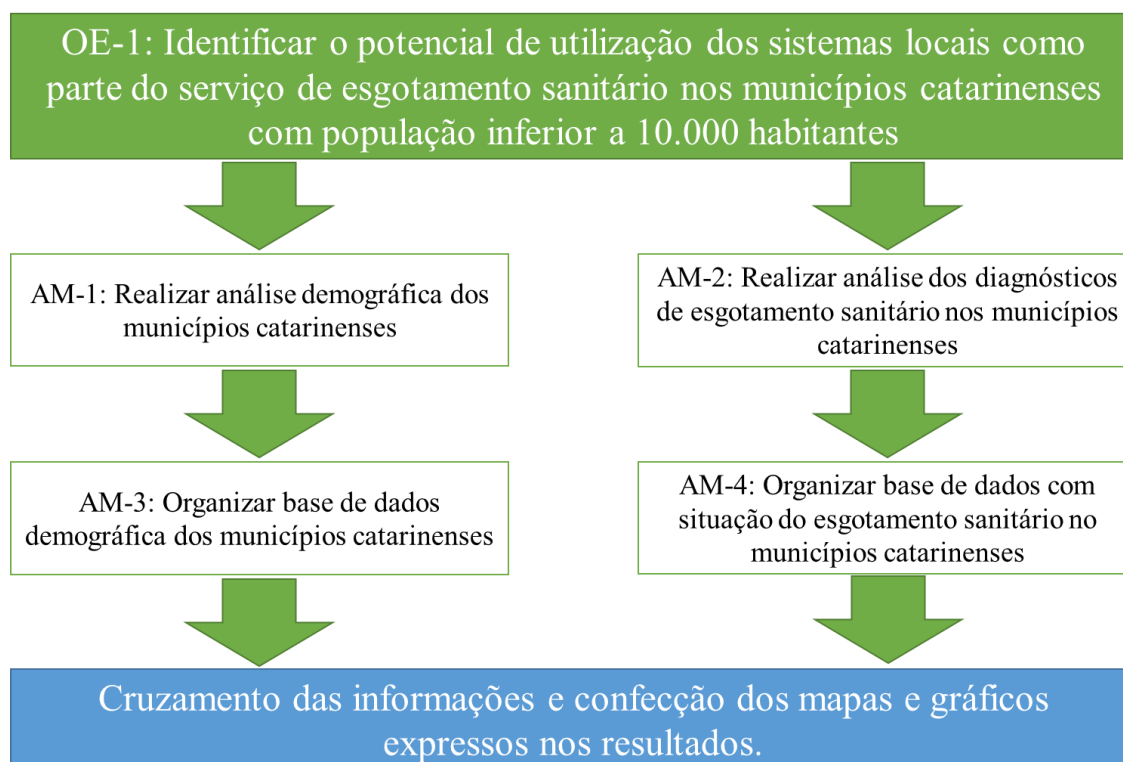 OE-1: Identificar o potencial de utilização dos sistemas locais como
parte do serviço de esgotamento sanitário nos municípios catarinenses
com população inferior a 10.000 habitantes
AM-1: Realizar análise demográfica dos
municípios catarinenses
AM-2: Realizar análise dos diagnósticos
de esgotamento sanitário nos municípios
catarinenses
AM-3: Organizar base de dados
demográfica dos municípios catarinenses
AM-4: Organizar base de dados com
situação do esgotamento sanitário no
municípios catarinenses
Cruzamento das informações e confecção dos mapas e gráficos
expressos nos resultados.